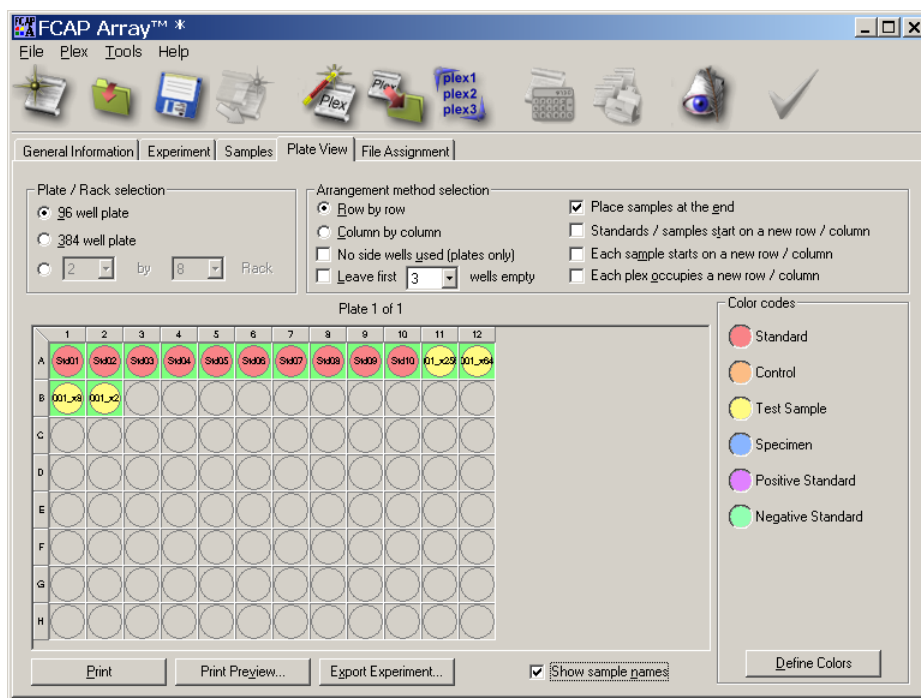 FCAP Array™ *
File Plex Tools Help
Plex
Plex
plex1
plex2
plex3
General Information Experiment Samples Plate View File Assignment
Plate / Rack selection
96 well plate
384 well plate
2 by 8 Rack
Arrangement method selection
Row by row
Column by column
No side wells used (plates only)
Leave first 3 wells empty
Place samples at the end
Standards / samples start on a new row / column
Each sample starts on a new row / column
Each plex occupies a new row / column
Plate 1 of 1
1 2 3 4 5 6 7 8 9 10 11 12
A Std01 Std02 Std03 Std04 Std05 Std06 Std07 Std08 Std09 Std10 001_x64
B 001_x2
C
D
E
F
G
H
Color codes
Standard
Control
Test Sample
Specimen
Positive Standard
Negative Standard
Define Colors
Print Print Preview... Export Experiment... Show sample names